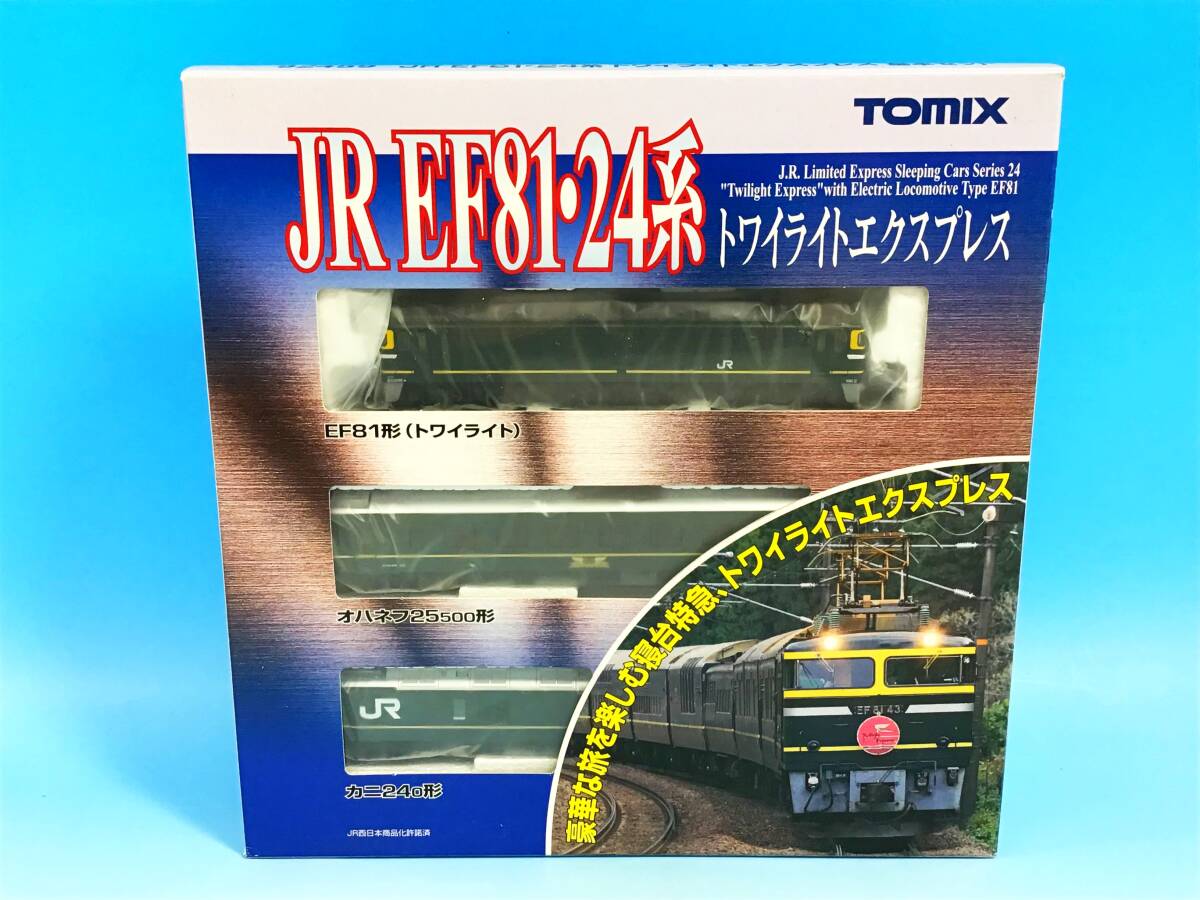 TOMIX
JR EF81・24系
J.R. Limited Express Sleeping Cars Series 24
"Twilight Express" with Electric Locomotive Type EF81
トワイライトエクスプレス
JR
EF81形(トワイライト)
オハネフ25500形
JR
カニ240形
豪華な旅を楽しむ寝台特急、トワイライトエクスプレス
EF 81 43
JR西日本商品化許諾済